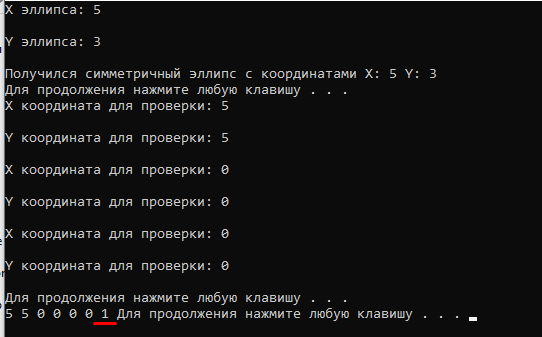 X эллипса: 5
Y эллипса: 3
Получился симметричный эллипс с координатами X: 5 Y: 3
Для продолжения нажмите любую клавишу . . .
X координата для проверки: 5
Y координата для проверки: 5
X координата для проверки: 0
Y координата для проверки: 0
X координата для проверки: 0
Y координата для проверки: 0
Для продолжения нажмите любую клавишу . . .
5 5 0 0 0 0 1 Для продолжения нажмите любую клавишу . . .